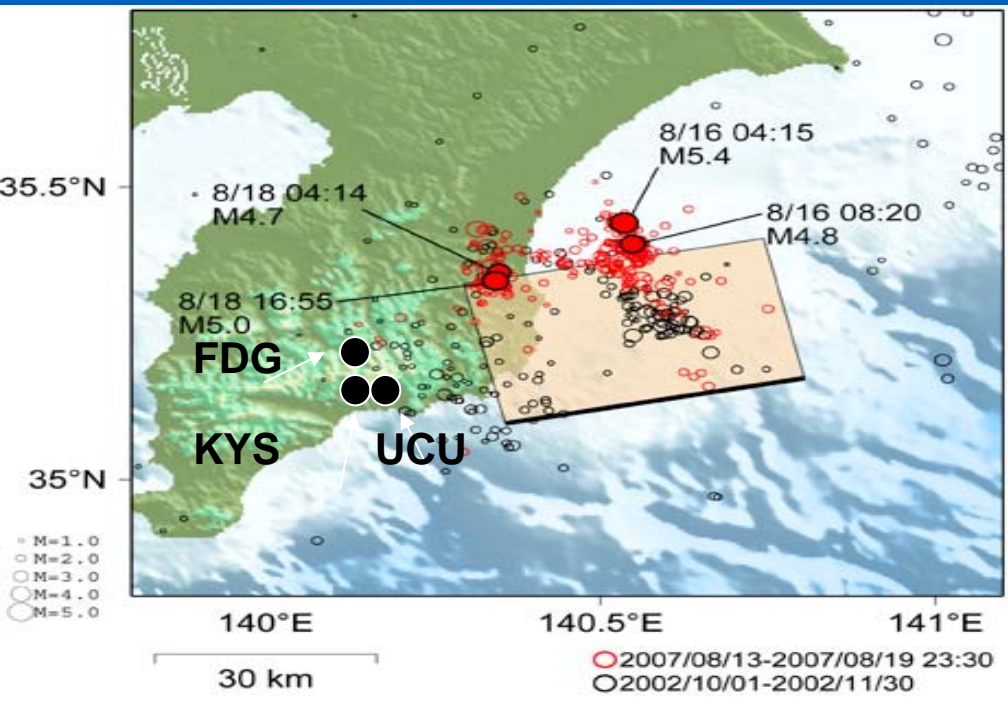 8/16 04:15
M5.4
35.5°N
8/18 04:14
M4.7
8/16 08:20
M4.8
8/18 16:55
M5.0
FDG
KYS
UCU
35°N
M=1.0
M=2.0
M=3.0
M=4.0
M=5.0
140°E
140.5°E
141°E
30 km
2007/08/13-2007/08/19 23:30
2002/10/01-2002/11/30